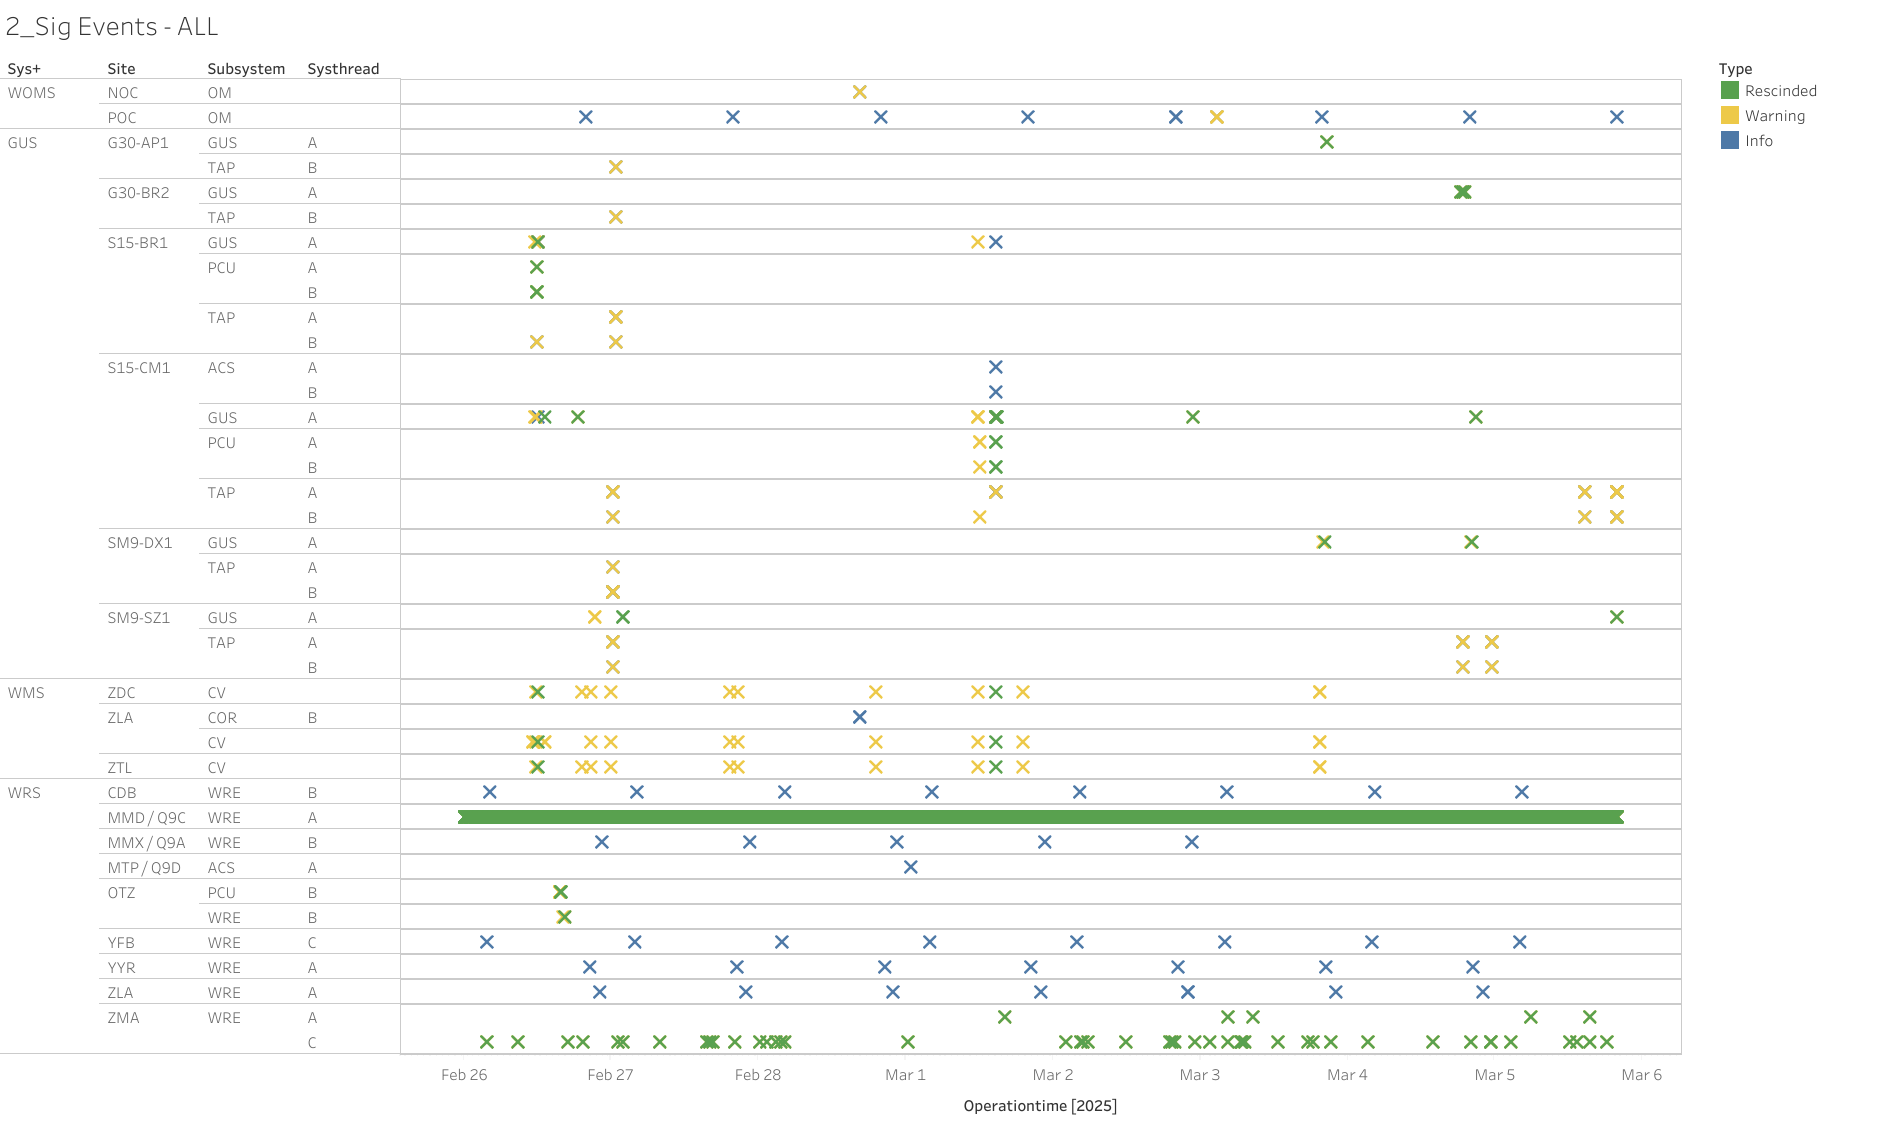 2_Sig Events - ALL
Sys+ Site Subsystem Systhread
Type
Rescinded
Warning
Info
WOMS NOC OM
POC OM
GUS G30-AP1 GUS A
TAP B
G30-BR2 GUS A
TAP B
S15-BR1 GUS A
PCU A
B
TAP A
B
S15-CM1 ACS A
B
GUS A
PCU A
B
TAP A
B
SM9-DX1 GUS A
TAP A
B
SM9-SZ1 GUS A
TAP A
B
WMS ZDC CV
ZLA COR B
CV
ZTL CV
WRS CDB WRE B
MMD / Q9C WRE A
MMX / Q9A WRE B
MTP / Q9D ACS A
OTZ PCU B
WRE B
YFB WRE C
YYR WRE A
ZLA WRE A
ZMA WRE A
C
Feb 26 Feb 27 Feb 28 Mar 1 Mar 2 Mar 3 Mar 4 Mar 5 Mar 6
Operationtime [2025]